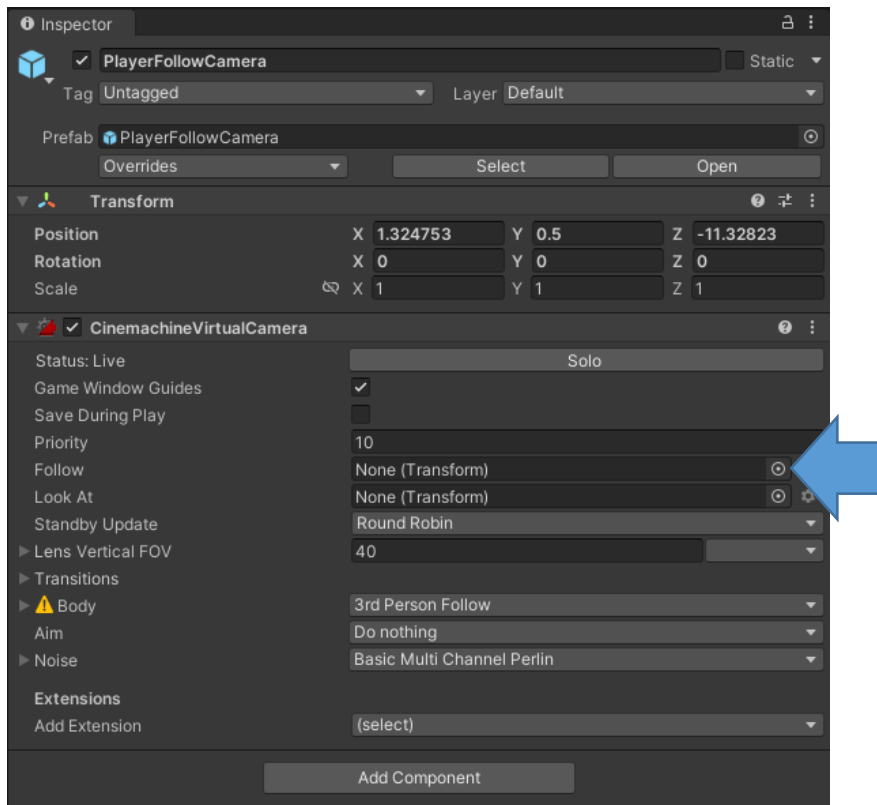 Inspector
PlayerFollowCamera Static
Tag Untagged Layer Default
Prefab PlayerFollowCamera
Overrides Select Open
Transform
Position X 1.324753 Y 0.5 Z -11.32823
Rotation X 0 Y 0 Z 0
Scale X 1 Y 1 Z 1
CinemachineVirtualCamera
Status: Live Solo
Game Window Guides
Save During Play
Priority 10
Follow None (Transform)
Look At None (Transform)
Standby Update Round Robin
Lens Vertical FOV 40
Transitions
Body 3rd Person Follow
Aim Do nothing
Noise Basic Multi Channel Perlin
Extensions
Add Extension (select)
Add Component